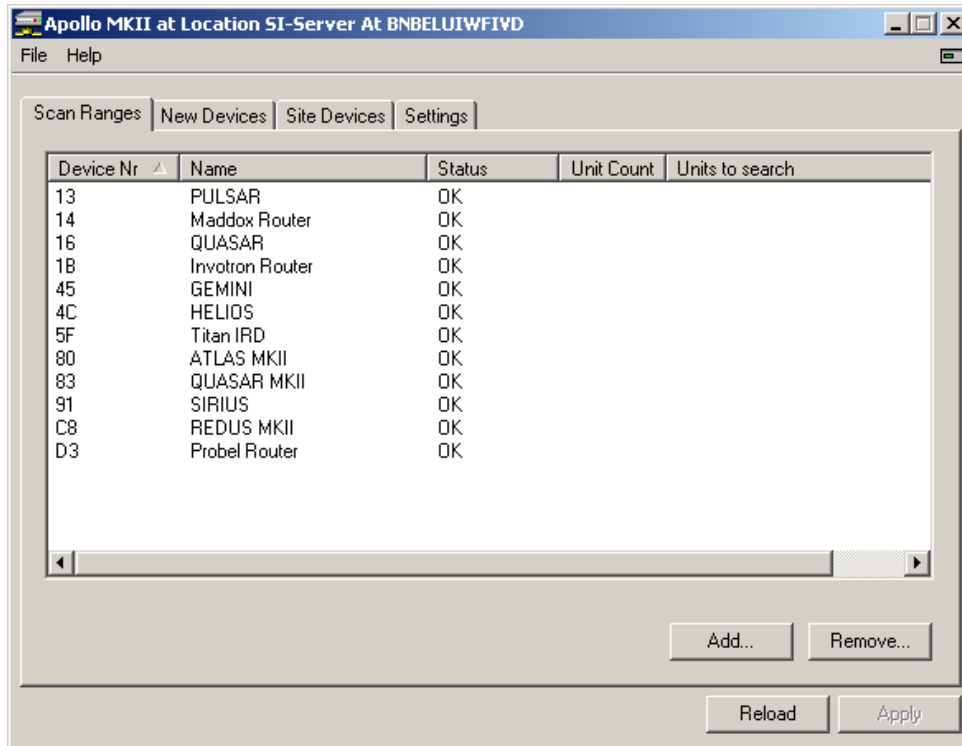 Apollo MKII at Location SI-Server At BNBELUIWFIVD
File Help
Scan Ranges New Devices Site Devices Settings
Device Nr Name Status Unit Count Units to search
13 PULSAR OK
14 Maddox Router OK
16 QUASAR OK
1B Invotron Router OK
45 GEMINI OK
4C HELIOS OK
5F Titan IRD OK
80 ATLAS MKII OK
83 QUASAR MKII OK
91 SIRIUS OK
C8 REDUS MKII OK
D3 Probel Router OK
Add... Remove...
Reload Apply